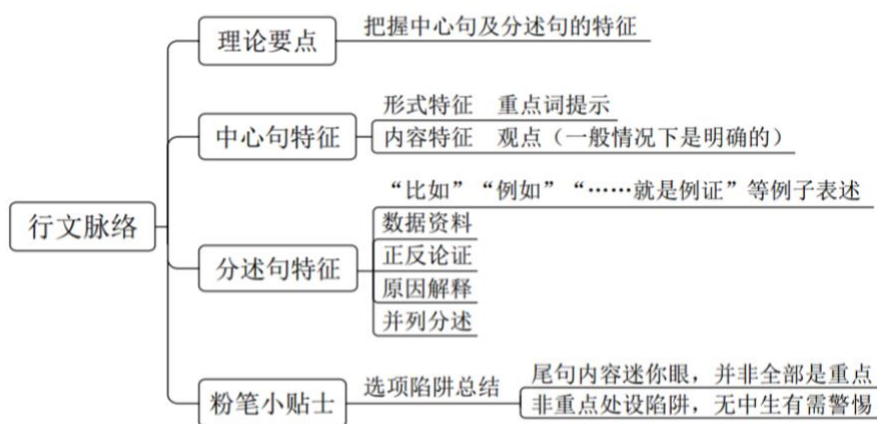 行文脉络
理论要点
把握中心句及分述句的特征
中心句特征
形式特征 重点词提示
内容特征 观点（一般情况下是明确的）
分述句特征
“比如”“例如”“……就是例证”等例子表述
数据资料
正反论证
原因解释
并列分述
粉笔小贴士
选项陷阱总结
尾句内容迷你眼，并非全部是重点
非重点处设陷阱，无中生有需警惕